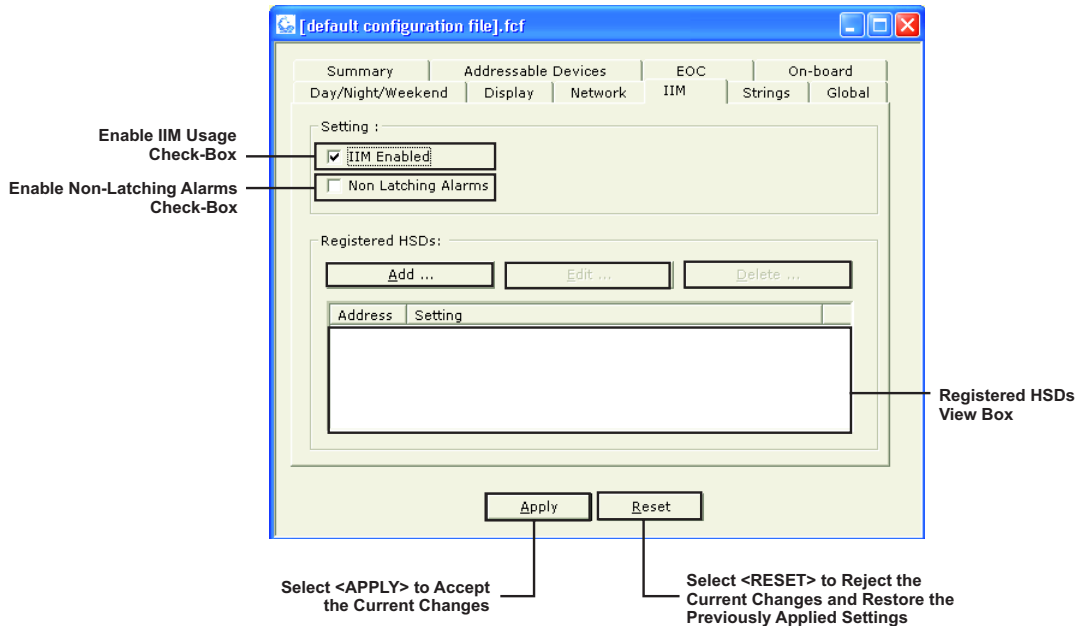 [default configuration file].fcf
Summary
Addressable Devices
EOC
On-board
Day/Night/Weekend
Display
Network
IIM
Strings
Global
Setting :
Enable IIM Usage
Check-Box
IIM Enabled
Enable Non-Latching Alarms
Check-Box
Non Latching Alarms
Registered HSDs:
Add ...
Edit ...
Delete ...
Address
Setting
Registered HSDs
View Box
Apply
Reset
Select <APPLY> to Accept
the Current Changes
Select <RESET> to Reject the
Current Changes and Restore the
Previously Applied Settings